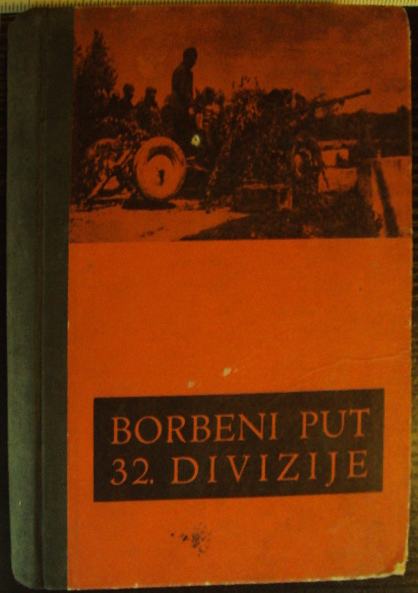 BORBENI PUT
32. DIVIZIJE